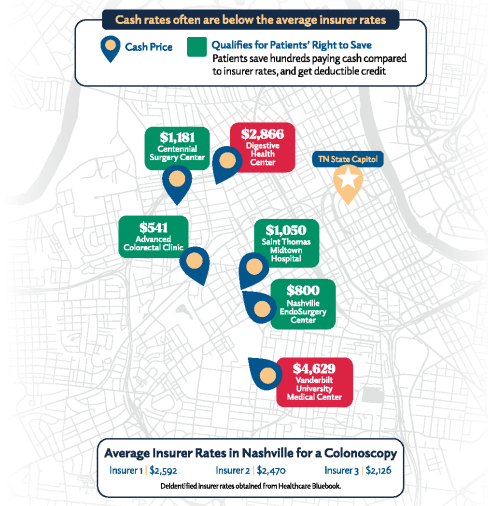 Cash rates often are below the average insurer rates
Cash Price
Qualifies for Patients' Right to Save
Patients save hundreds paying cash compared
to insurer rates, and get deductible credit
$1,181
Centennial
Surgery Center
$2,866
Digestive
Health
Center
TN State Capitol
$541
Advanced
Colorectal Clinic
$1,050
Saint Thomas
Midtown
Hospital
$800
Nashville
EndoSurgery
Center
$4,629
Vanderbilt
University
Medical Center
Average Insurer Rates in Nashville for a Colonoscopy
Insurer 1 | $2,592
Insurer 2 | $2,470
Insurer 3 | $2,126
Deidentified insurer rates obtained from Healthcare Bluebook.